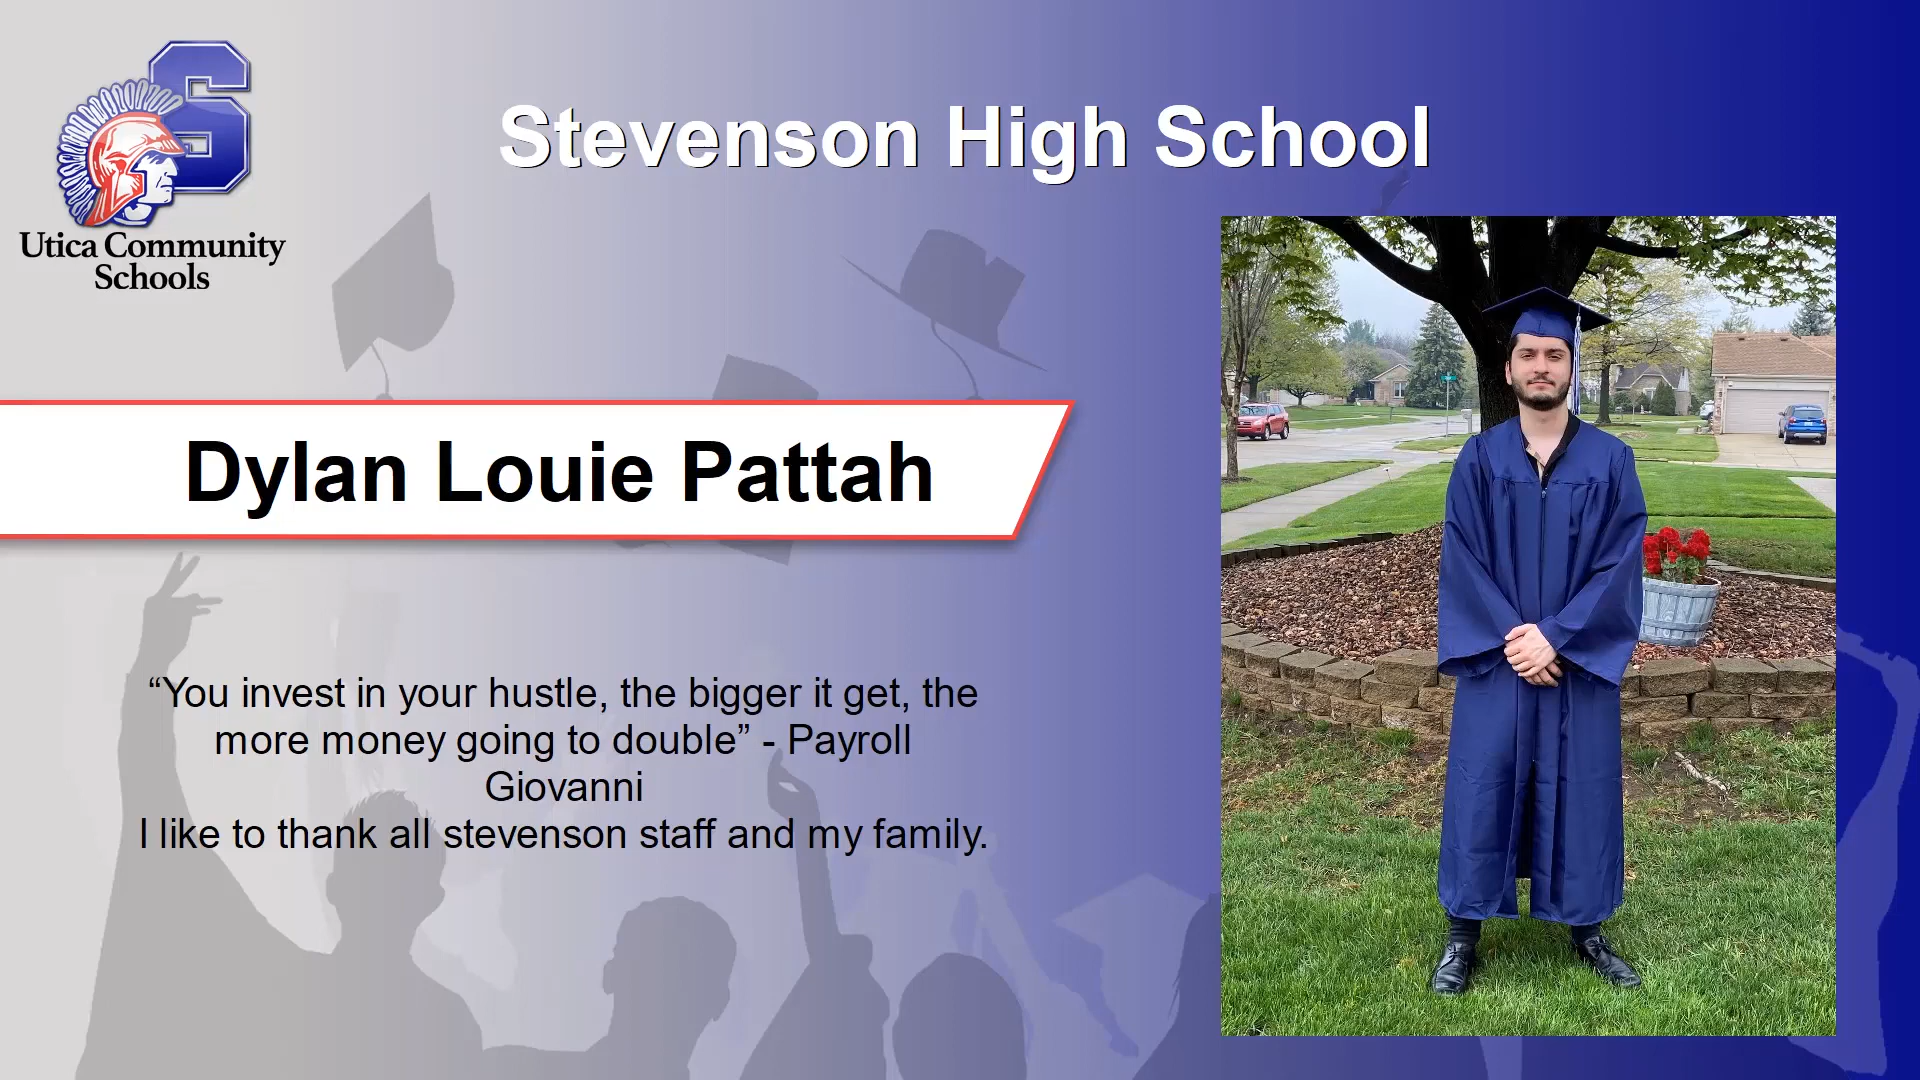 Stevenson High School
S
Utica Community
Schools
Dylan Louie Pattah
“You invest in your hustle, the bigger it get, the
more money going to double” - Payroll
Giovanni
I like to thank all stevenson staff and my family.